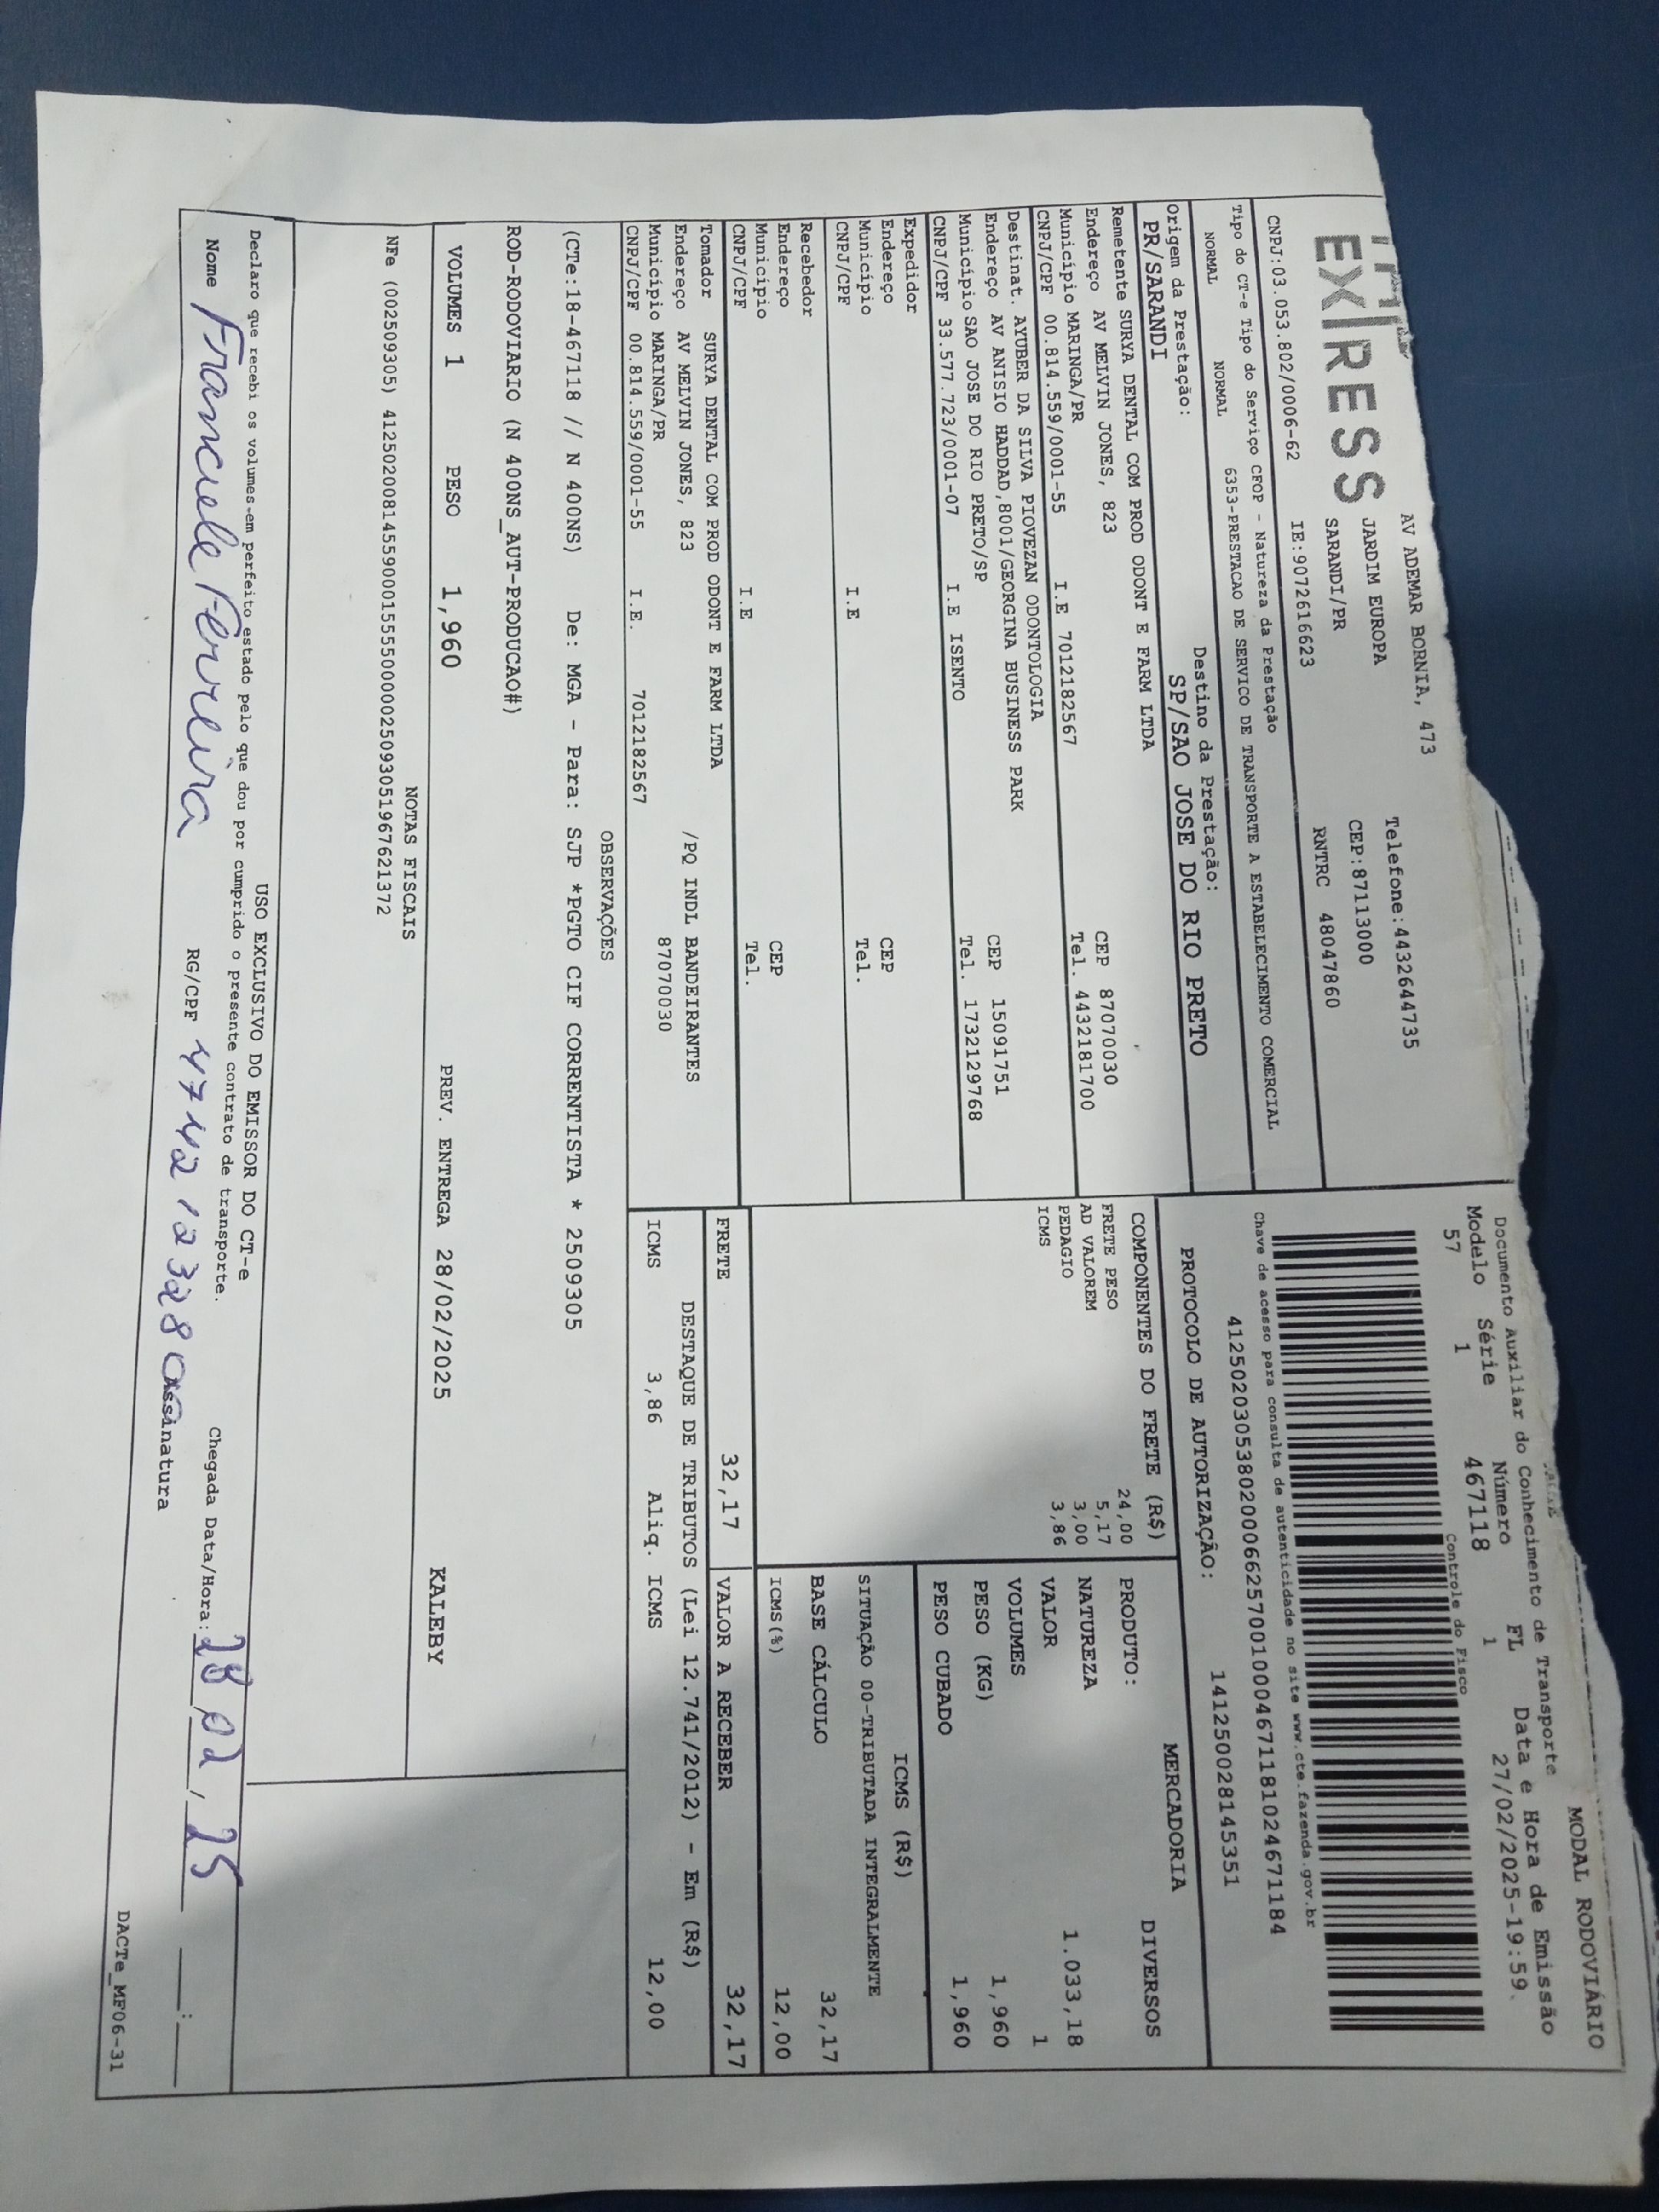 MODAL RODOVIÁRIO
EX RESS
AV ADEMAR BORNIA, 473
JARDIM EUROPA
SARANDI/PR
IE:9072616623
Telefone:4432644735
CEP:87113000
RNTRC 48047860
CNPJ:03.053.802/0006-62
Documento Auxiliar do Conhecimento de Transporte
Modelo Série Número FL Data e Hora de Emissão
57 1 467118 1 27/02/2025-19:59
Controle do Fisco
Chave de acesso para consulta de autenticidade no site www.cte.fazenda.gov.br
41250203053802000662570010004671181024671184
PROTOCOLO DE AUTORIZAÇÃO: 141250028145351
Tipo do CT-e Tipo do Serviço CFOP - Natureza da Prestação
NORMAL NORMAL 6353-PRESTACAO DE SERVICO DE TRANSPORTE A ESTABELECIMENTO COMERCIAL
Origem da Prestação: Destino da Prestação:
PR/SARANDI SP/SAO JOSE DO RIO PRETO
Remetente SURYA DENTAL COM PROD ODONT E FARM LTDA
Endereço AV MELVIN JONES, 823 CEP 87070030
Município MARINGA/PR Tel. 4432181700
CNPJ/CPF 00.814.559/0001-55 I.E 7012182567
Destinat. AYUBER DA SILVA PIOVEZAN ODONTOLOGIA
Endereço AV ANISIO HADDAD,8001/GEORGINA BUSINESS PARK CEP 15091751
Município SAO JOSE DO RIO PRETO/SP Tel. 1732129768
CNPJ/CPF 33.577.723/0001-07 I.E ISENTO
Expedidor
Endereço CEP
Município Tel.
CNPJ/CPF I.E
Recebedor
Endereço CEP
Município Tel.
CNPJ/CPF I.E
Tomador SURYA DENTAL COM PROD ODONT E FARM LTDA
Endereço AV MELVIN JONES, 823 /PQ INDL BANDEIRANTES
Município MARINGA/PR 87070030
CNPJ/CPF 00.814.559/0001-55 I.E. 7012182567
COMPONENTES DO FRETE (R$)
FRETE PESO 24,00
AD VALOREM 5,17
PEDAGIO 3,00
ICMS 3,86
MERCADORIA
PRODUTO: DIVERSOS
NATUREZA
VALOR 1.033,18
VOLUMES 1
PESO (KG) 1,960
PESO CUBADO 1,960
ICMS (R$)
SITUAÇÃO 00-TRIBUTADA INTEGRALMENTE
BASE CÁLCULO 32,17
ICMS(%) 12,00
FRETE 32,17 VALOR A RECEBER 32,17
DESTAQUE DE TRIBUTOS (Lei 12.741/2012) - Em (R$)
ICMS 3,86 Aliq. ICMS 12,00
OBSERVAÇÕES
(CTe:18-467118 // N 400NS) De: MGA - Para: SJP *PGTO CIF CORRENTISTA * 2509305
ROD-RODOVIARIO (N 400NS_AUT-PRODUCAO#)
VOLUMES 1 PESO 1,960 PREV. ENTREGA 28/02/2025 KALEBY
NOTAS FISCAIS
NFe (002509305) 41250200814559000155550000025093051967621372
USO EXCLUSIVO DO EMISSOR DO CT-e
Declaro que recebi os volumes em perfeito estado pelo que dou por cumprido o presente contrato de transporte.
Nome Franciele Ferreira RG/CPF 47421232800 Assinatura Chegada Data/Hora: 28/02/25 __:__
DACTe_MF06-31